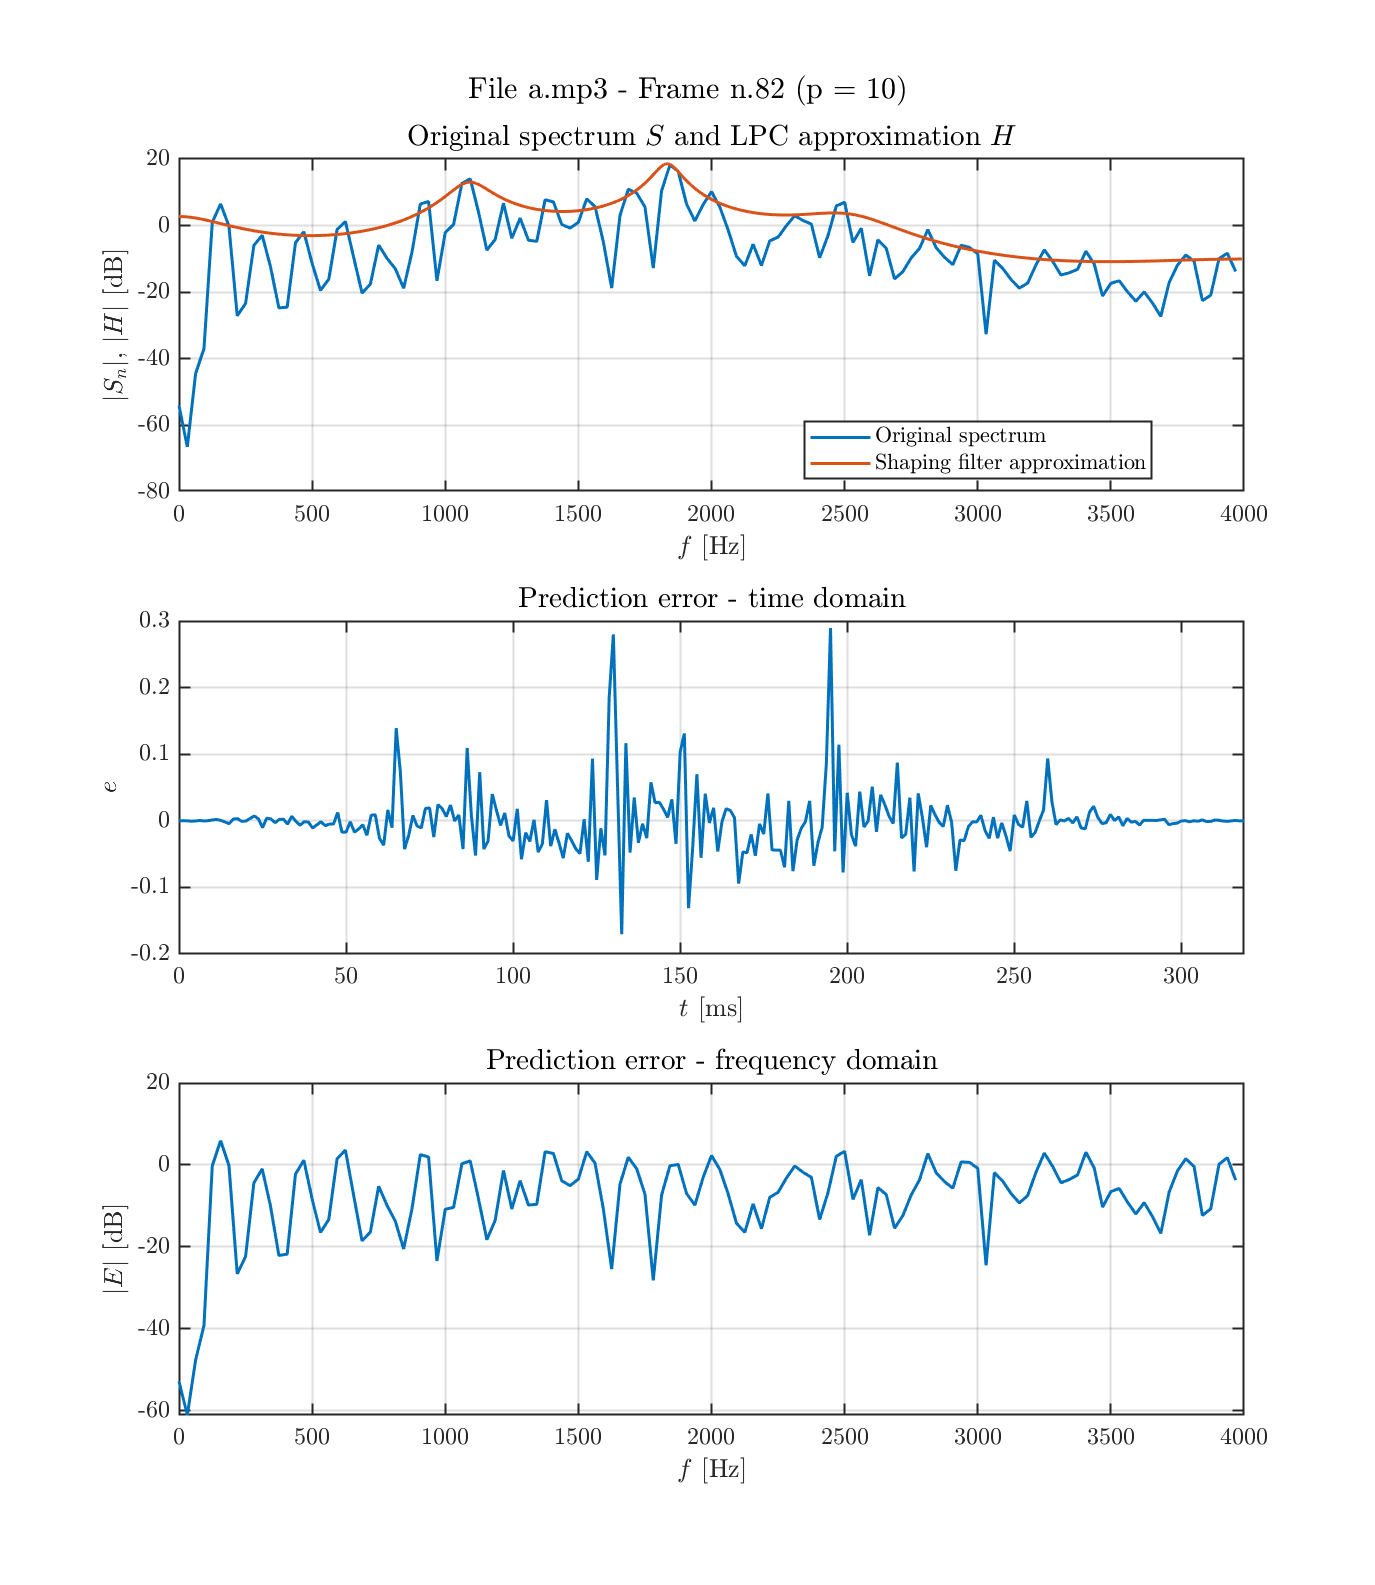 File a.mp3 - Frame n.82 (p = 10)
Original spectrum S and LPC approximation H
|Sₙ|, |H| [dB]
20
0
-20
-40
-60
-80
Original spectrum
Shaping filter approximation
0 500 1000 1500 2000 2500 3000 3500 4000
f [Hz]
Prediction error - time domain
e
0.3
0.2
0.1
0
-0.1
-0.2
0 50 100 150 200 250 300
t [ms]
Prediction error - frequency domain
|E| [dB]
20
0
-20
-40
-60
0 500 1000 1500 2000 2500 3000 3500 4000
f [Hz]